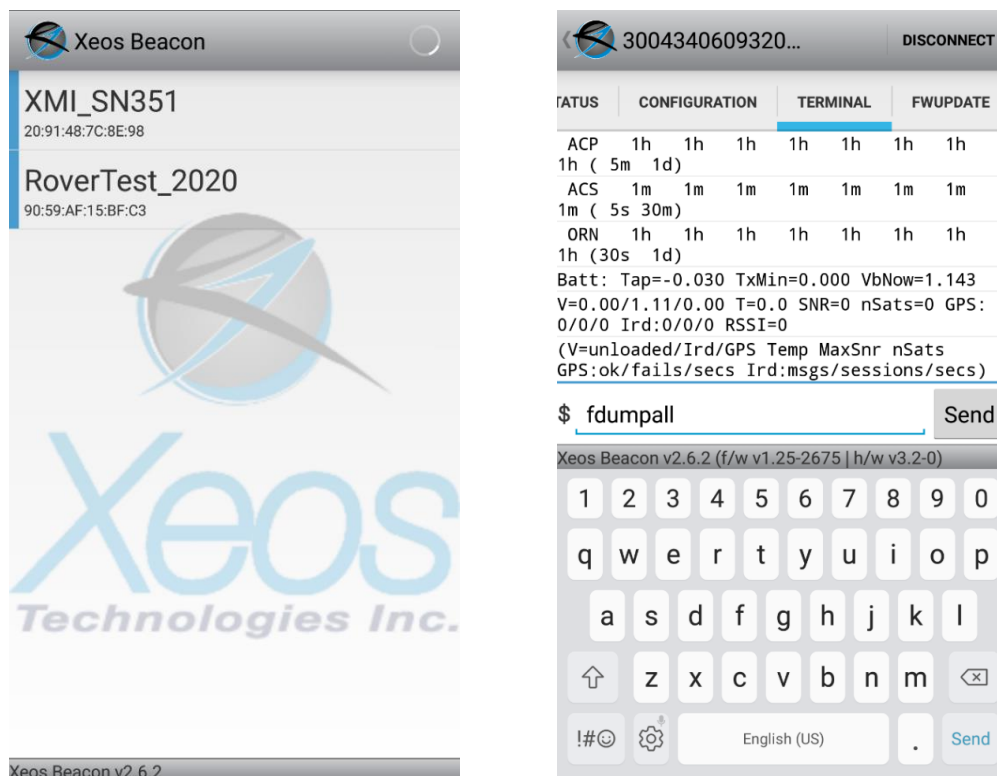 Xeos Beacon
XMI_SN351
20:91:48:7C:8E:98
RoverTest_2020
90:59:AF:15:BF:C3
Xeos
Technologies Inc.
Xeos Beacon v2.6.2
3004340609320...
DISCONNECT
TATUS CONFIGURATION TERMINAL FWUPDATE
ACP 1h 1h 1h 1h 1h 1h 1h
1h ( 5m 1d)
ACS 1m 1m 1m 1m 1m 1m 1m
1m ( 5s 30m)
ORN 1h 1h 1h 1h 1h 1h 1h
1h (30s 1d)
Batt: Tap=-0.030 TxMin=0.000 VbNow=1.143
V=0.00/1.11/0.00 T=0.0 SNR=0 nSats=0 GPS:
0/0/0 Ird:0/0/0 RSSI=0
(V=unloaded/Ird/GPS Temp MaxSnr nSats
GPS:ok/fails/secs Ird:msgs/sessions/secs)
$ fdumpall Send
Xeos Beacon v2.6.2 (f/w v1.25-2675 | h/w v3.2-0)
1 2 3 4 5 6 7 8 9 0
q w e r t y u i o p
a s d f g h j k l
z x c v b n m
!#☺ English (US) . Send